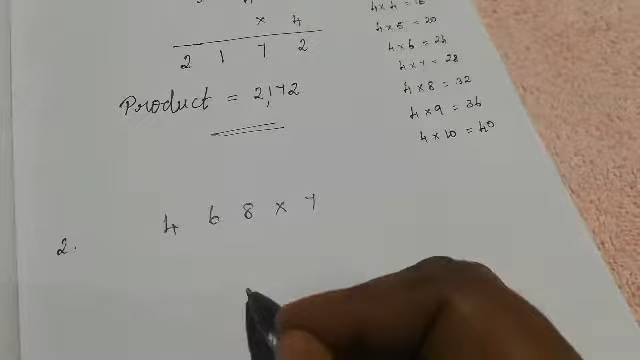 × 4
2 1 7 2
Product = 2,172
4 × 5 = 20
4 × 6 = 24
4 × 7 = 28
4 × 8 = 32
4 × 9 = 36
4 × 10 = 40
2. 4 6 8 × 7